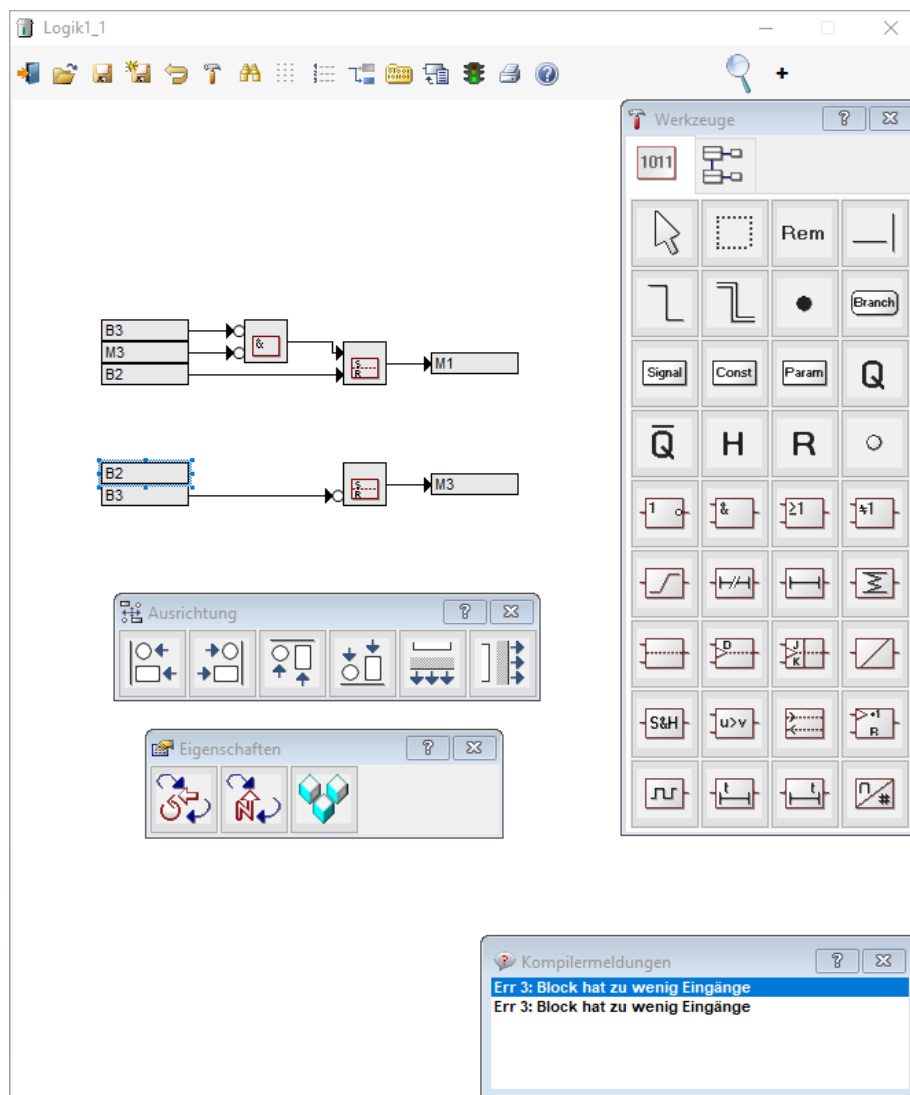 Logik1_1
+
Werkzeuge
1011
Rem
Branch
Signal
Const
Param
Q
Q̅
H
R
1
&
≥1
≠1
D
J
K
S&H
u>v
+1
R
t
t
n
#
B3
M3
B2
&
S
R
M1
B2
B3
S
R
M3
Ausrichtung
Eigenschaften
N
Kompilermeldungen
Err 3: Block hat zu wenig Eingänge
Err 3: Block hat zu wenig Eingänge